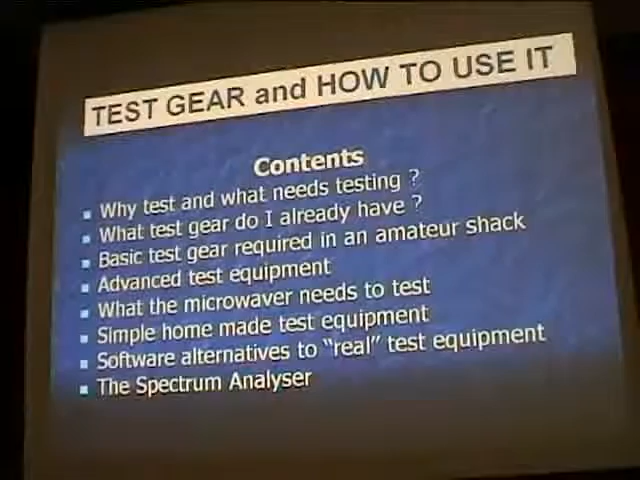 TEST GEAR and HOW TO USE IT
Contents
Why test and what needs testing ?
What test gear do I already have ?
Basic test gear required in an amateur shack
Advanced test equipment
What the microwaver needs to test
Simple home made test equipment
Software alternatives to “real” test equipment
The Spectrum Analyser